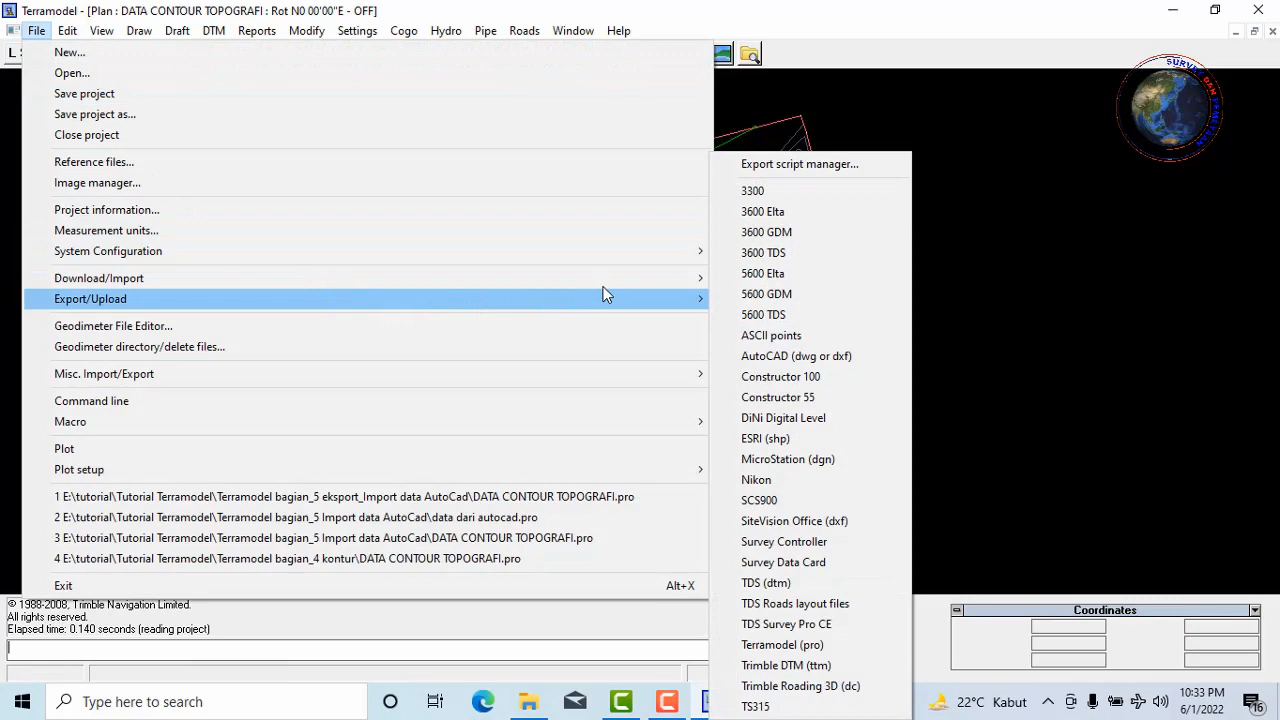 Terramodel - [Plan : DATA CONTOUR TOPOGRAFI : Rot N0 00'00"E - OFF]
File Edit View Draw Draft DTM Reports Modify Settings Cogo Hydro Pipe Roads Window Help
L
SURVEY DAN PEMETAAN
New...
Open...
Save project
Save project as...
Close project
Reference files...
Image manager...
Project information...
Measurement units...
System Configuration
Download/Import
Export/Upload
Geodimeter File Editor...
Geodimeter directory/delete files...
Misc. Import/Export
Command line
Macro
Plot
Plot setup
1 E:\tutorial\Tutorial Terramodel\Terramodel bagian_5 eksport_Import data AutoCad\DATA CONTOUR TOPOGRAFI.pro
2 E:\tutorial\Tutorial Terramodel\Terramodel bagian_5 Import data AutoCad\data dari autocad.pro
3 E:\tutorial\Tutorial Terramodel\Terramodel bagian_5 Import data AutoCad\DATA CONTOUR TOPOGRAFI.pro
4 E:\tutorial\Tutorial Terramodel\Terramodel bagian_4 kontur\DATA CONTOUR TOPOGRAFI.pro
Exit Alt+X
Export script manager...
3300
3600 Elta
3600 GDM
3600 TDS
5600 Elta
5600 GDM
5600 TDS
ASCII points
AutoCAD (dwg or dxf)
Constructor 100
Constructor 55
DiNi Digital Level
ESRI (shp)
MicroStation (dgn)
Nikon
SCS900
SiteVision Office (dxf)
Survey Controller
Survey Data Card
TDS (dtm)
TDS Roads layout files
TDS Survey Pro CE
Terramodel (pro)
Trimble DTM (ttm)
Trimble Roading 3D (dc)
TS315
© 1988-2008, Trimble Navigation Limited.
All rights reserved.
Elapsed time: 0.140 seconds (reading project)
Coordinates
Type here to search
22°C Kabut
10:33 PM
6/1/2022
16